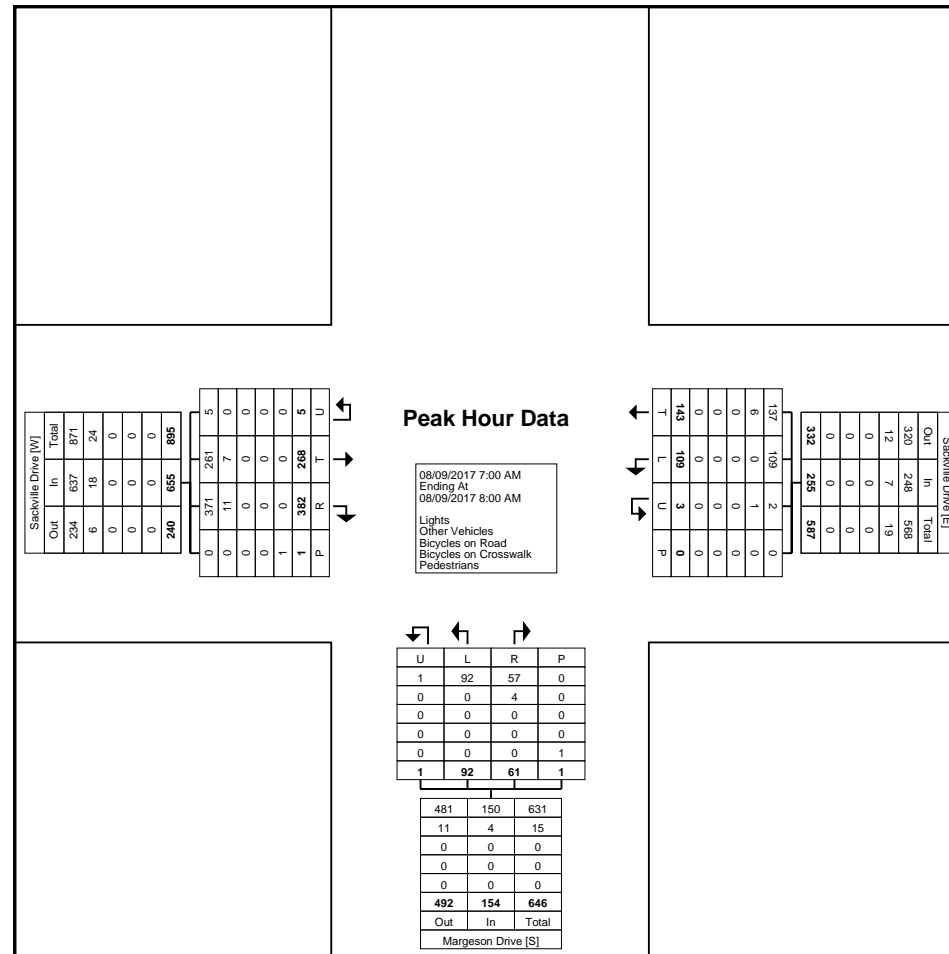 Peak Hour Data
08/09/2017 7:00 AM
Ending At
08/09/2017 8:00 AM
Lights
Other Vehicles
Bicycles on Road
Bicycles on Crosswalk
Pedestrians
Sackville Drive [W]
Total In Out
871 637 234
24 18 6
0 0 0
0 0 0
0 0 0
895 655 240
5 261 371 0
0 7 11 0
0 0 0 0
0 0 0 0
0 0 0 1
5 268 382 1
U T R P
T L U P
143 109 3 0
0 0 0 0
0 0 0 0
0 0 0 0
6 0 1 0
137 109 2 0
332 255 587
0 0 0
0 0 0
0 0 0
12 7 19
320 248 568
Out In Total
Sackville Drive [E]
U L R P
1 92 57 0
0 0 4 0
0 0 0 0
0 0 0 0
0 0 0 1
1 92 61 1
481 150 631
11 4 15
0 0 0
0 0 0
0 0 0
492 154 646
Out In Total
Margeson Drive [S]